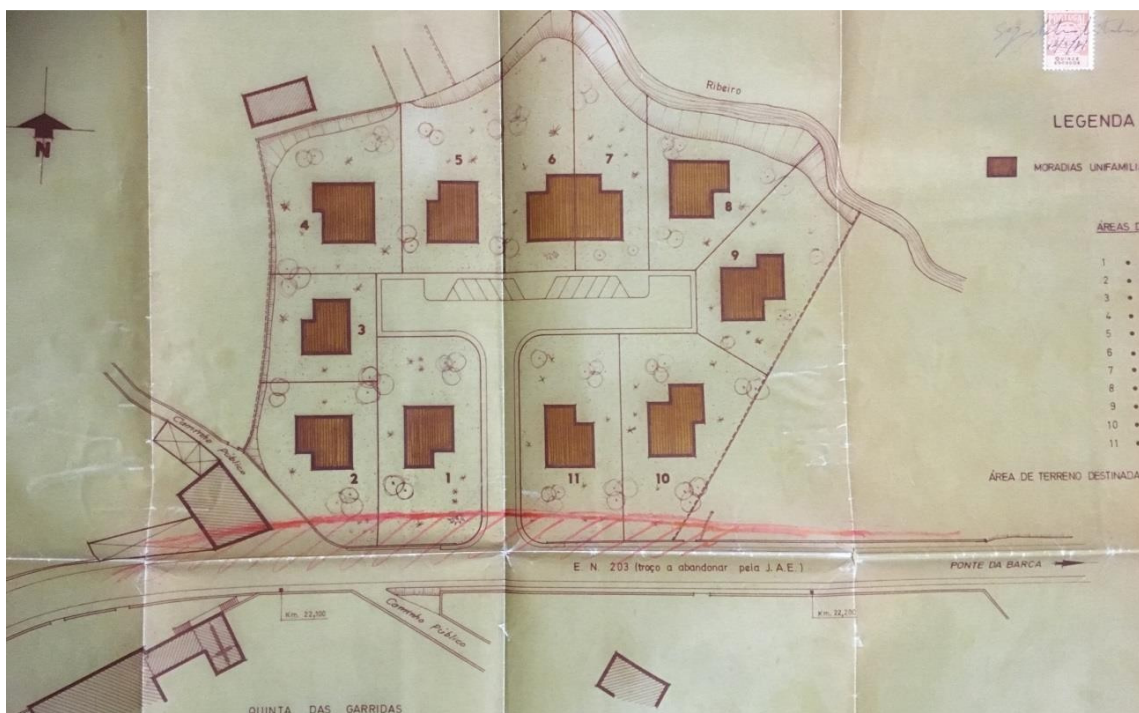 PORTUGAL
N
Ribeiro
LEGENDA
MORADIAS UNIFAMILI
5
6
7
4
8
ÁREAS D
9
1 •
2 •
3 •
4 •
5 •
6 •
7 •
8 •
9 •
10 •
11 •
3
Caminho Público
2
1
11
10
ÁREA DE TERRENO DESTINADA
E. N. 203 (troço a abandonar pela J.A.E.)
PONTE DA BARCA
Km. 22,100
Caminho Público
Km. 22,200
QUINTA DAS GARRIDAS